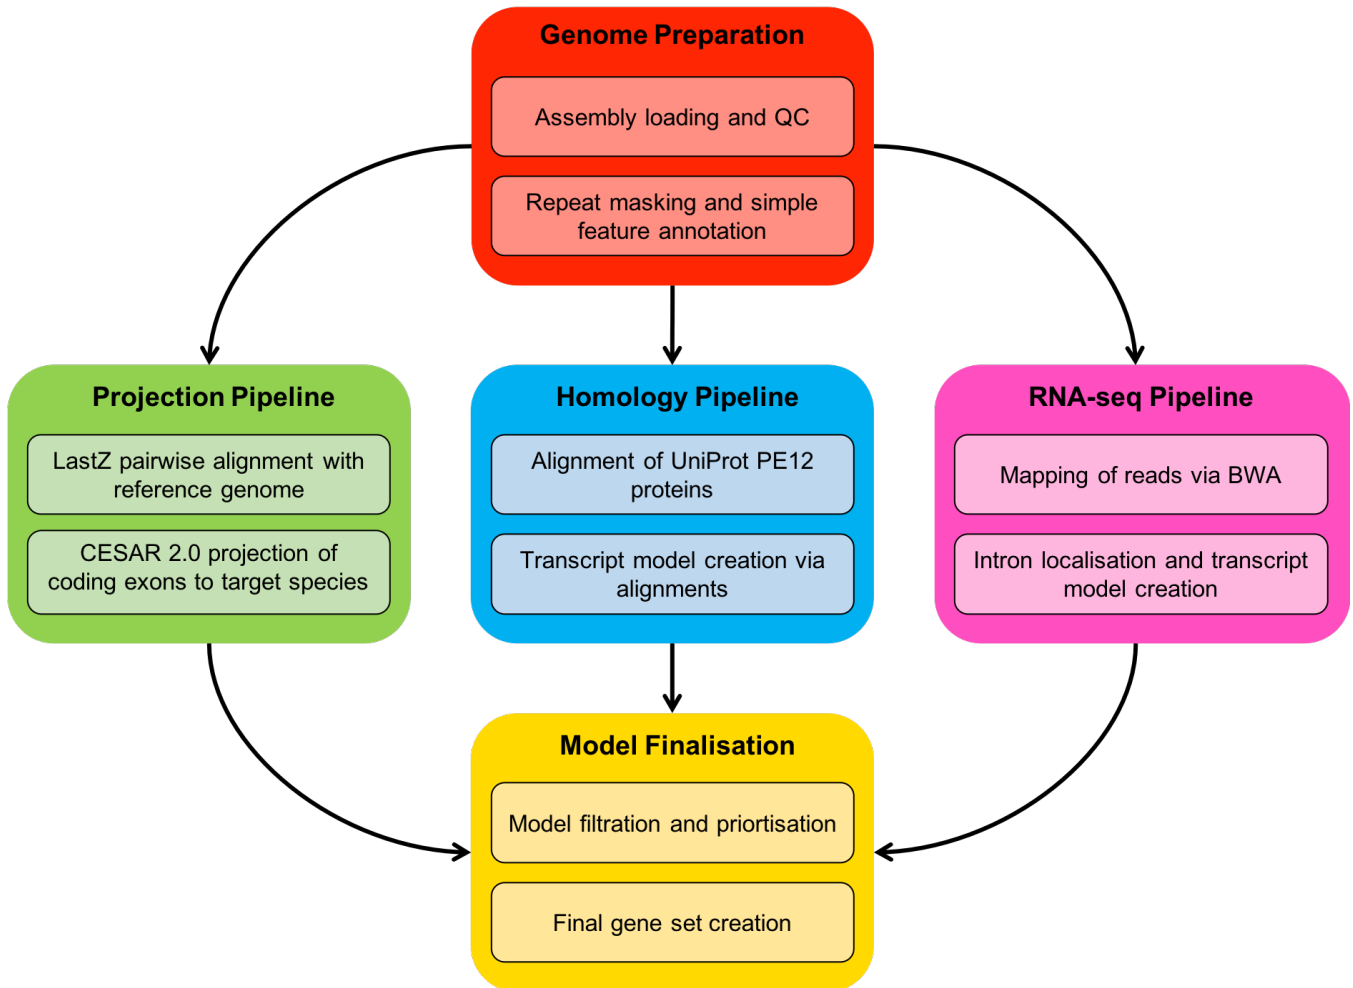 Genome Preparation
Assembly loading and QC
Repeat masking and simple
feature annotation
Projection Pipeline
LastZ pairwise alignment with
reference genome
CESAR 2.0 projection of
coding exons to target species
Homology Pipeline
Alignment of UniProt PE12
proteins
Transcript model creation via
alignments
RNA-seq Pipeline
Mapping of reads via BWA
Intron localisation and transcript
model creation
Model Finalisation
Model filtration and priortisation
Final gene set creation